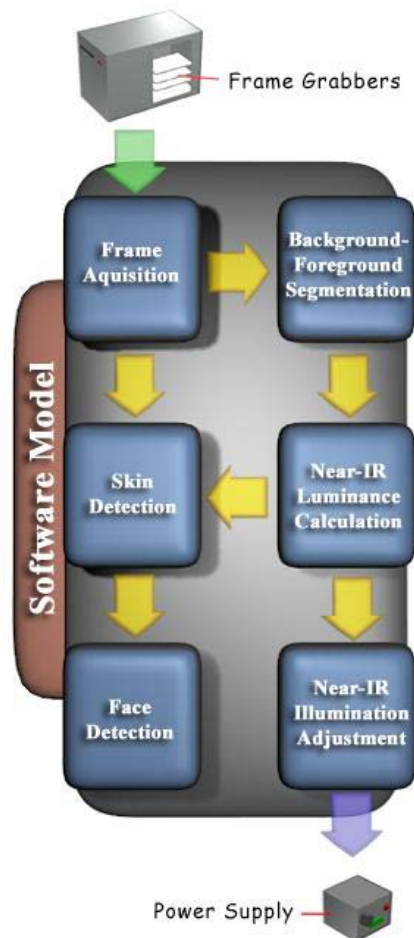 Frame Grabbers
Frame
Aquisition
Background-
Foreground
Segmentation
Software Model
Skin
Detection
Near-IR
Luminance
Calculation
Face
Detection
Near-IR
Illumination
Adjustment
Power Supply